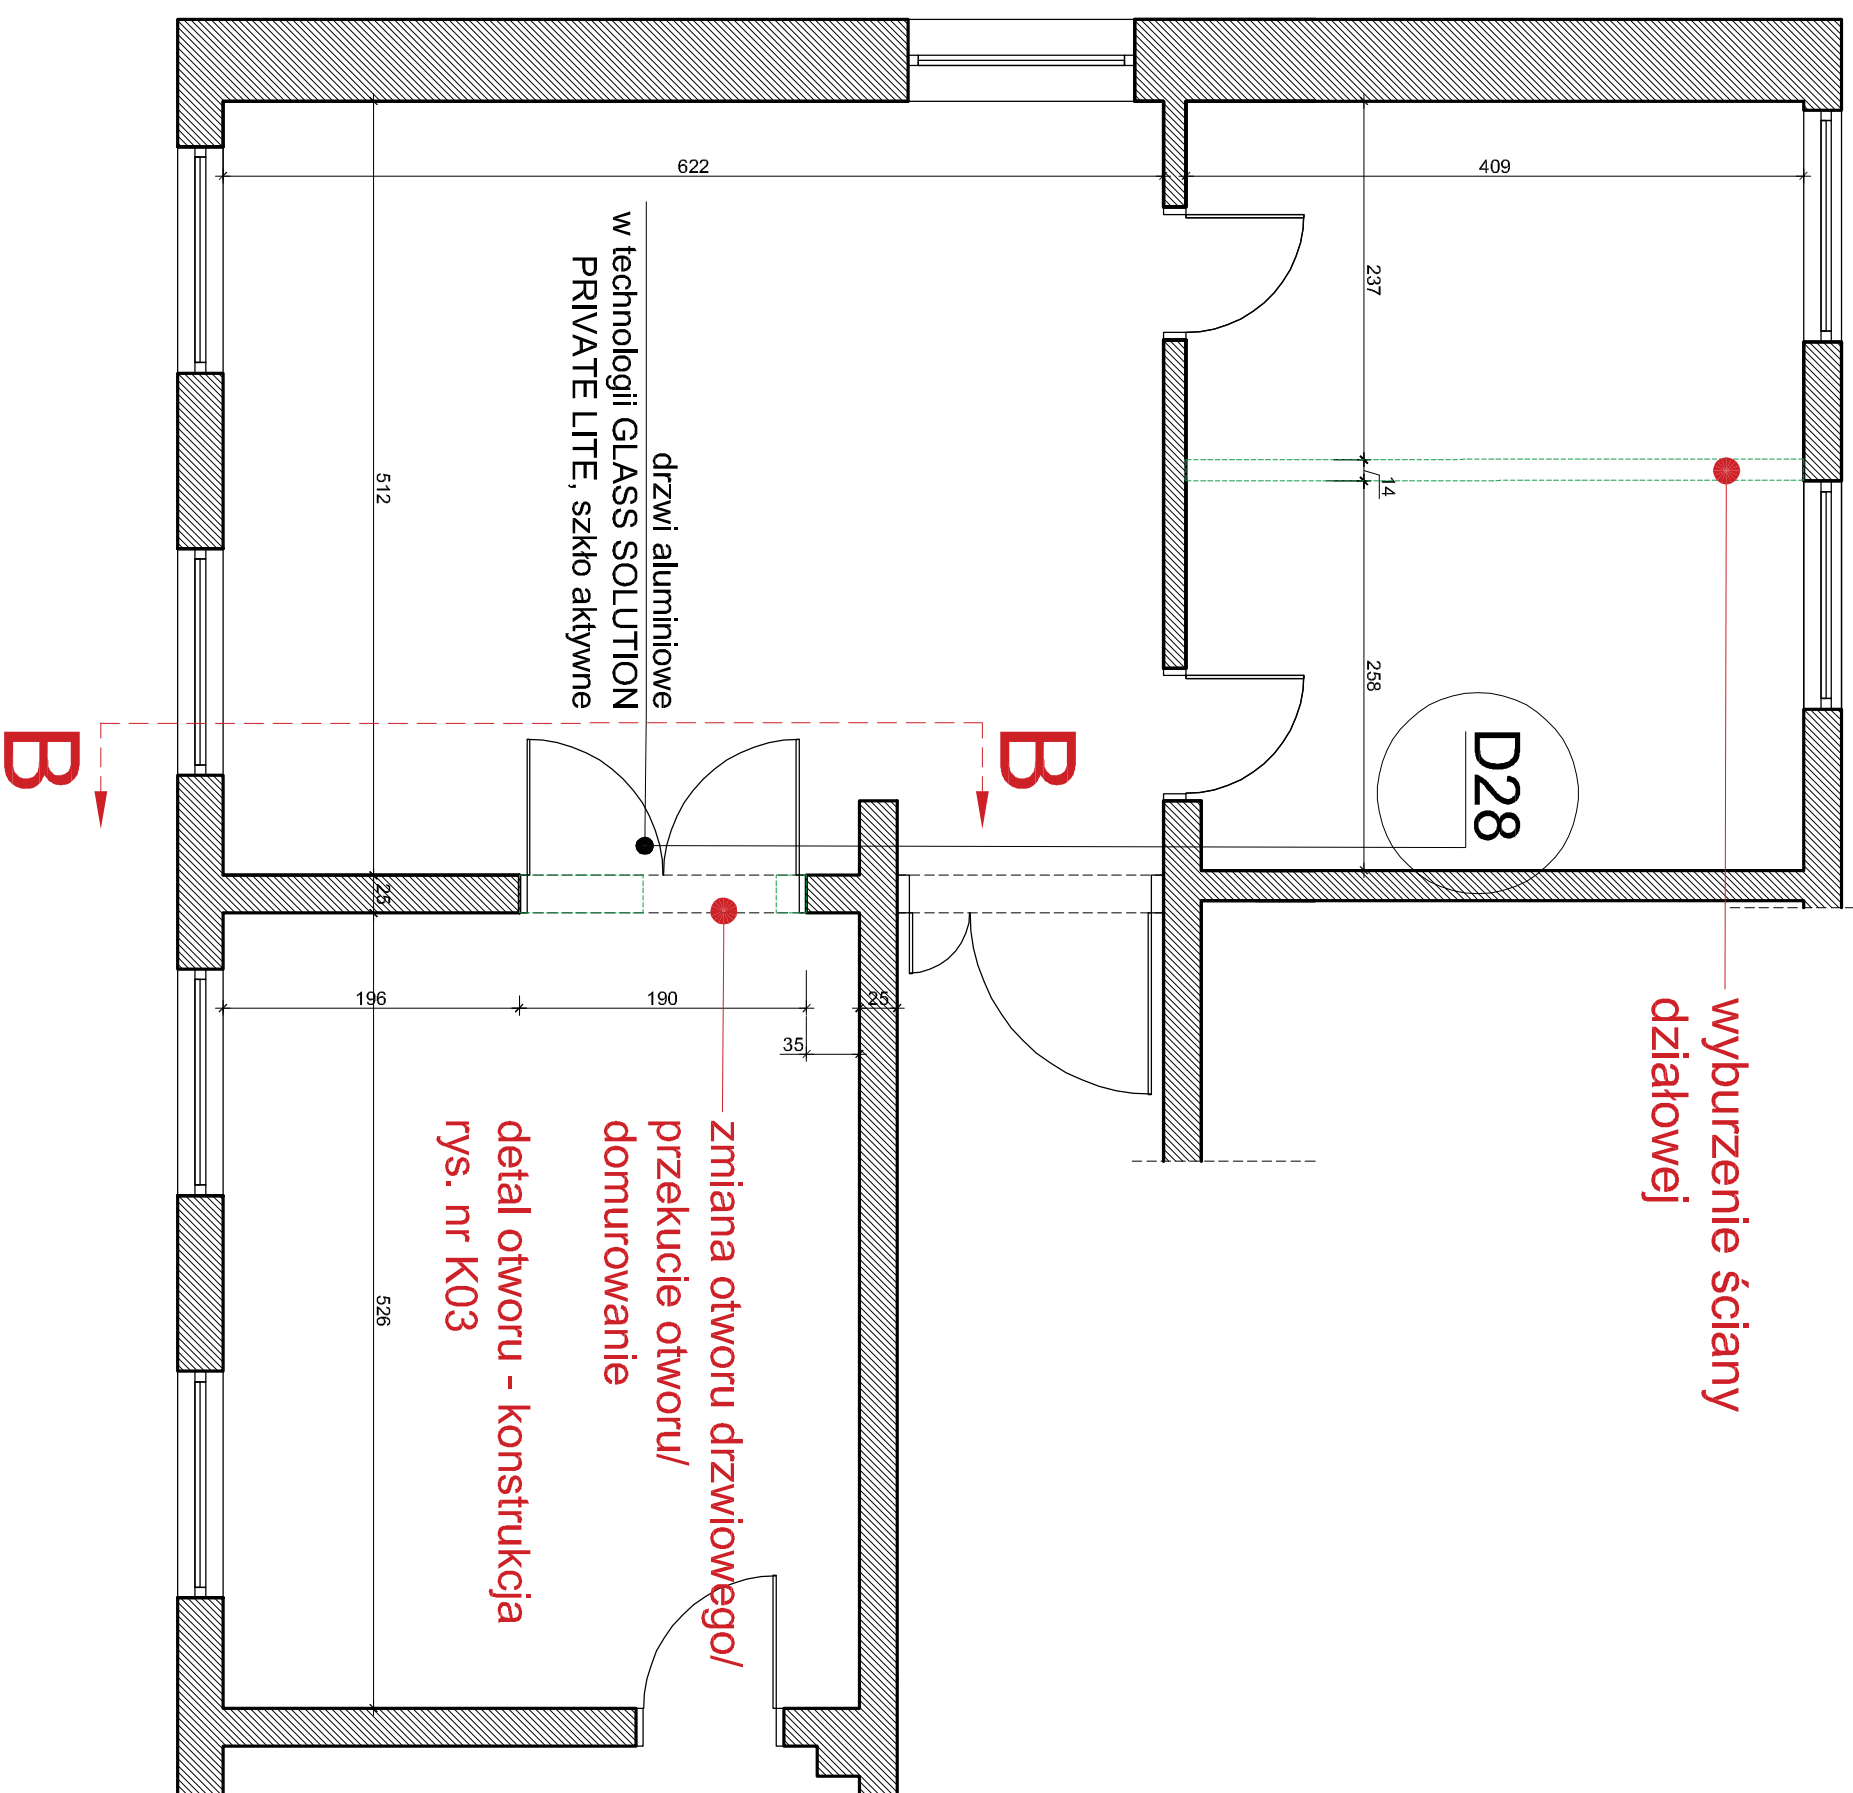 622
409
237
14
512
258
drzwi aluminiowe
w technologii GLASS SOLUTION
PRIVATE LITE, szkło aktywne
D28
B
B
25
196
190
25
35
526
wyburzenie ściany
działowej
zmiana otworu drzwiowego/
przekucie otworu/
domurowanie
detal otworu - konstrukcja
rys. nr K03